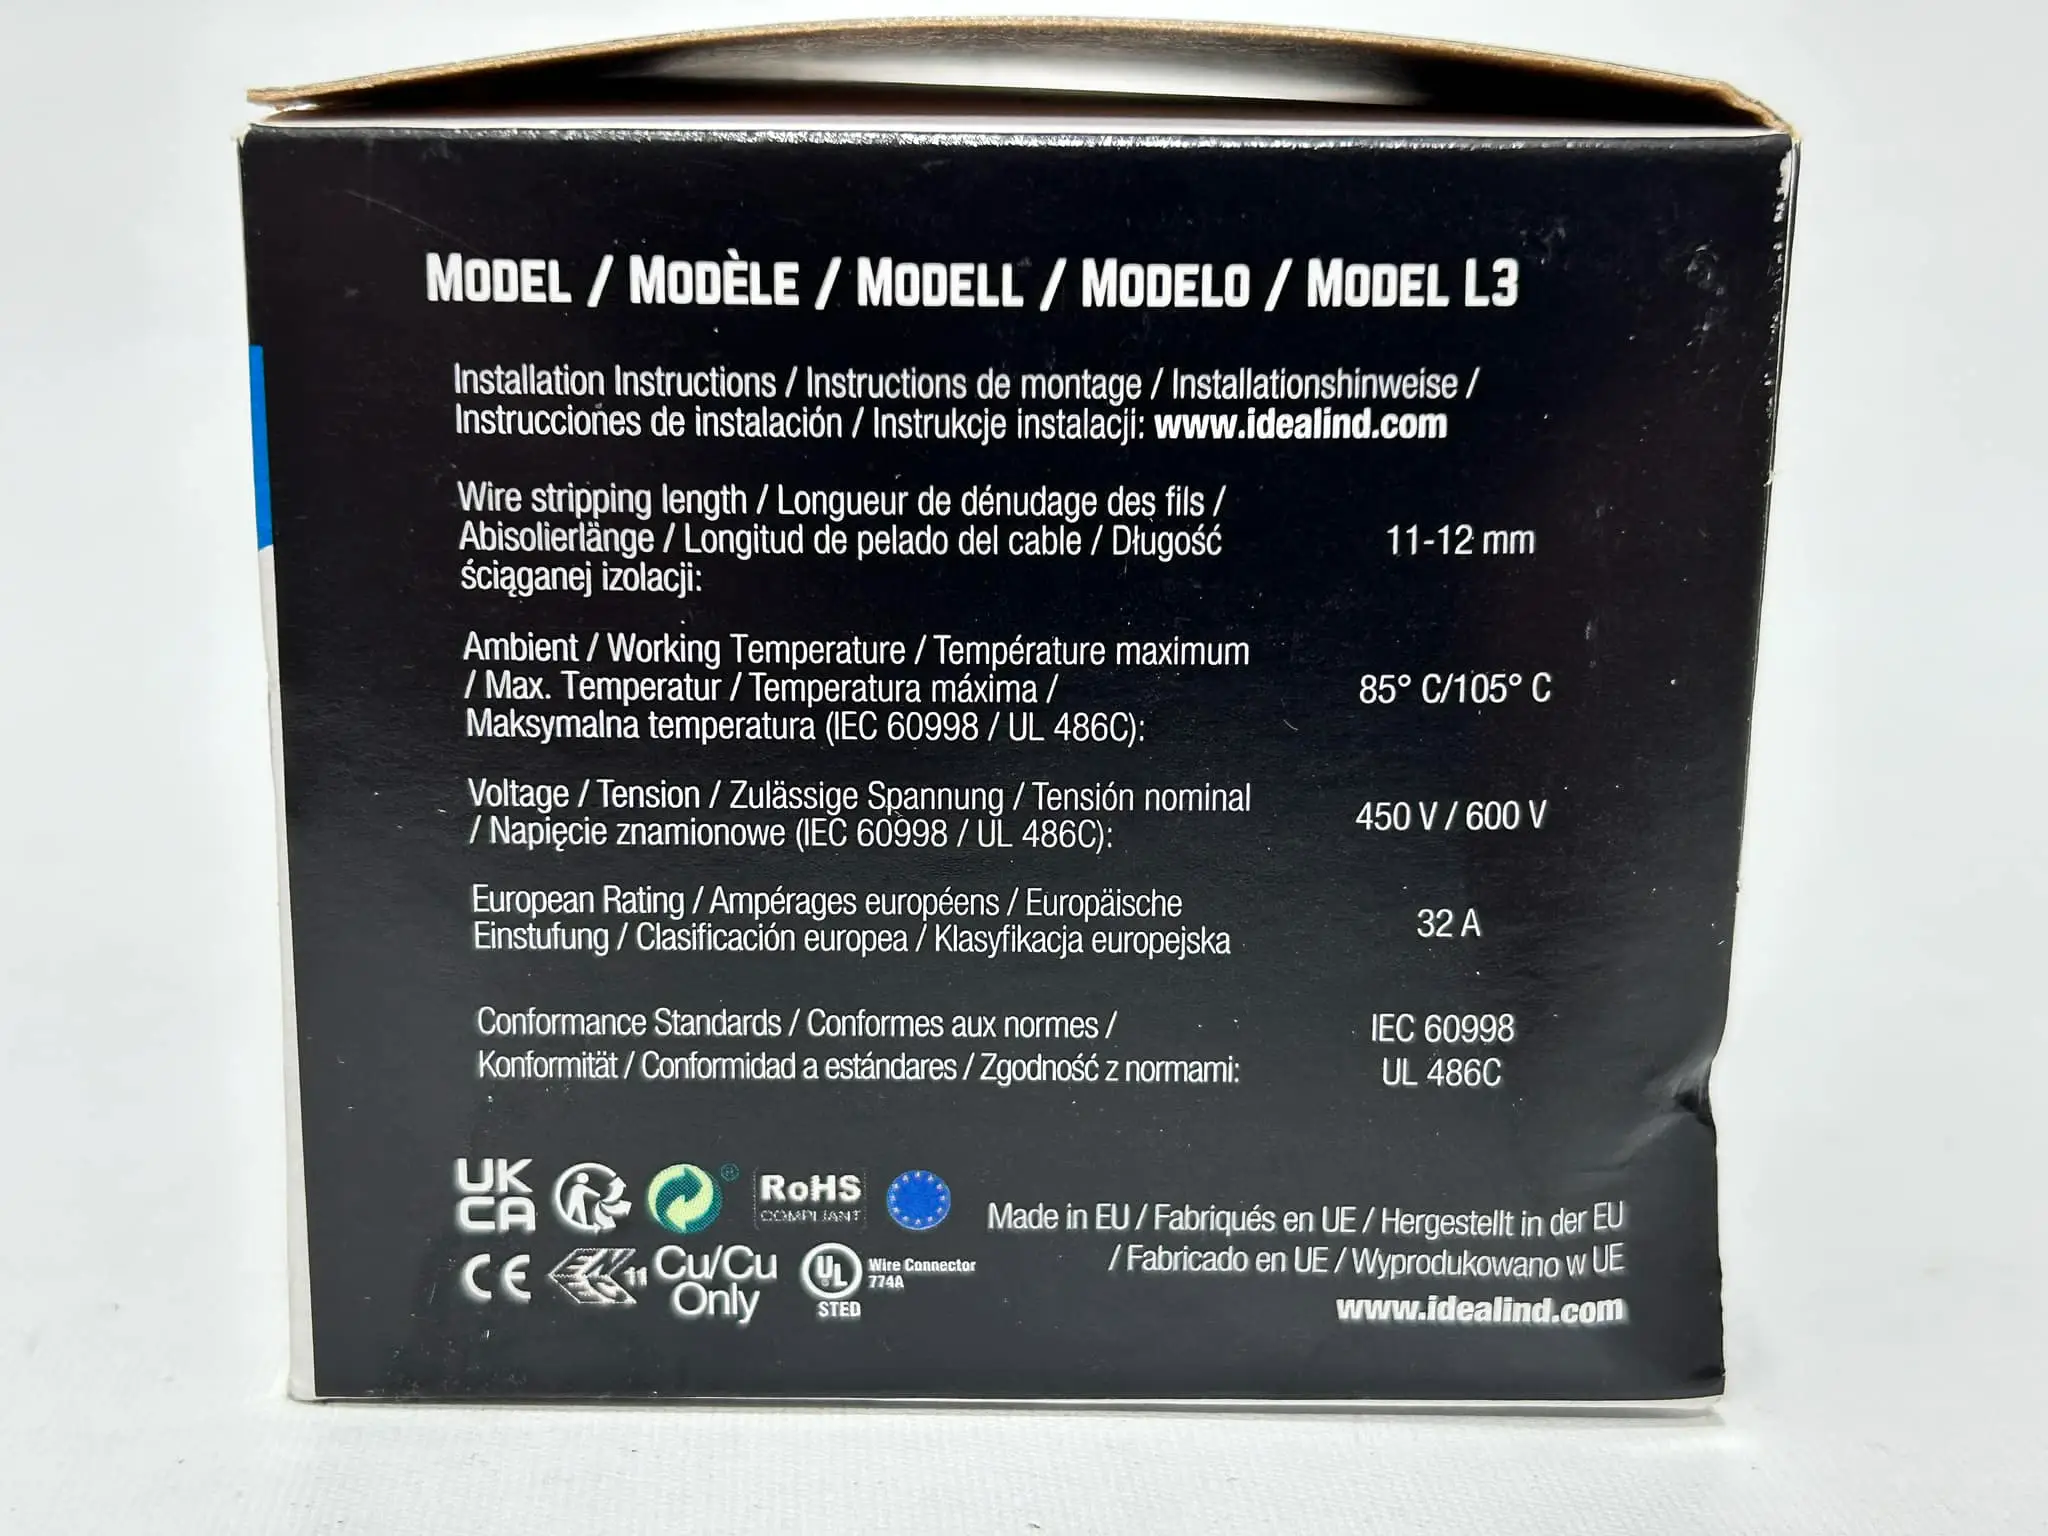 MODEL / MODÈLE / MODELL / MODELO / MODEL L3
Installation Instructions / Instructions de montage / Installationshinweise /
Instrucciones de instalación / Instrukcje instalacji: www.idealind.com
Wire stripping length / Longueur de dénudage des fils /
Abisolierlänge / Longitud de pelado del cable / Długość
ściąganej izolacji:
11-12 mm
Ambient / Working Temperature / Température maximum
/ Max. Temperatur / Temperatura máxima /
Maksymalna temperatura (IEC 60998 / UL 486C):
85° C/105° C
Voltage / Tension / Zulässige Spannung / Tensión nominal
/ Napięcie znamionowe (IEC 60998 / UL 486C):
450 V / 600 V
European Rating / Ampérages européens / Europäische
Einstufung / Clasificación europea / Klasyfikacja europejska
32 A
Conformance Standards / Conformes aux normes /
Konformität / Conformidad a estándares / Zgodność z normami:
IEC 60998
UL 486C
UK
CA
®
RoHS
COMPLIANT
CE
11
Cu/Cu
Only
UL
STED
Wire Connector
774A
Made in EU / Fabriqués en UE / Hergestellt in der EU
/ Fabricado en UE / Wyprodukowano w UE
www.idealind.com